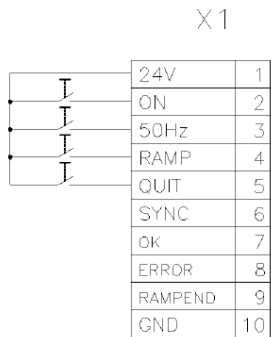 X1
24V 1
ON 2
50Hz 3
RAMP 4
QUIT 5
SYNC 6
OK 7
ERROR 8
RAMPEND 9
GND 10